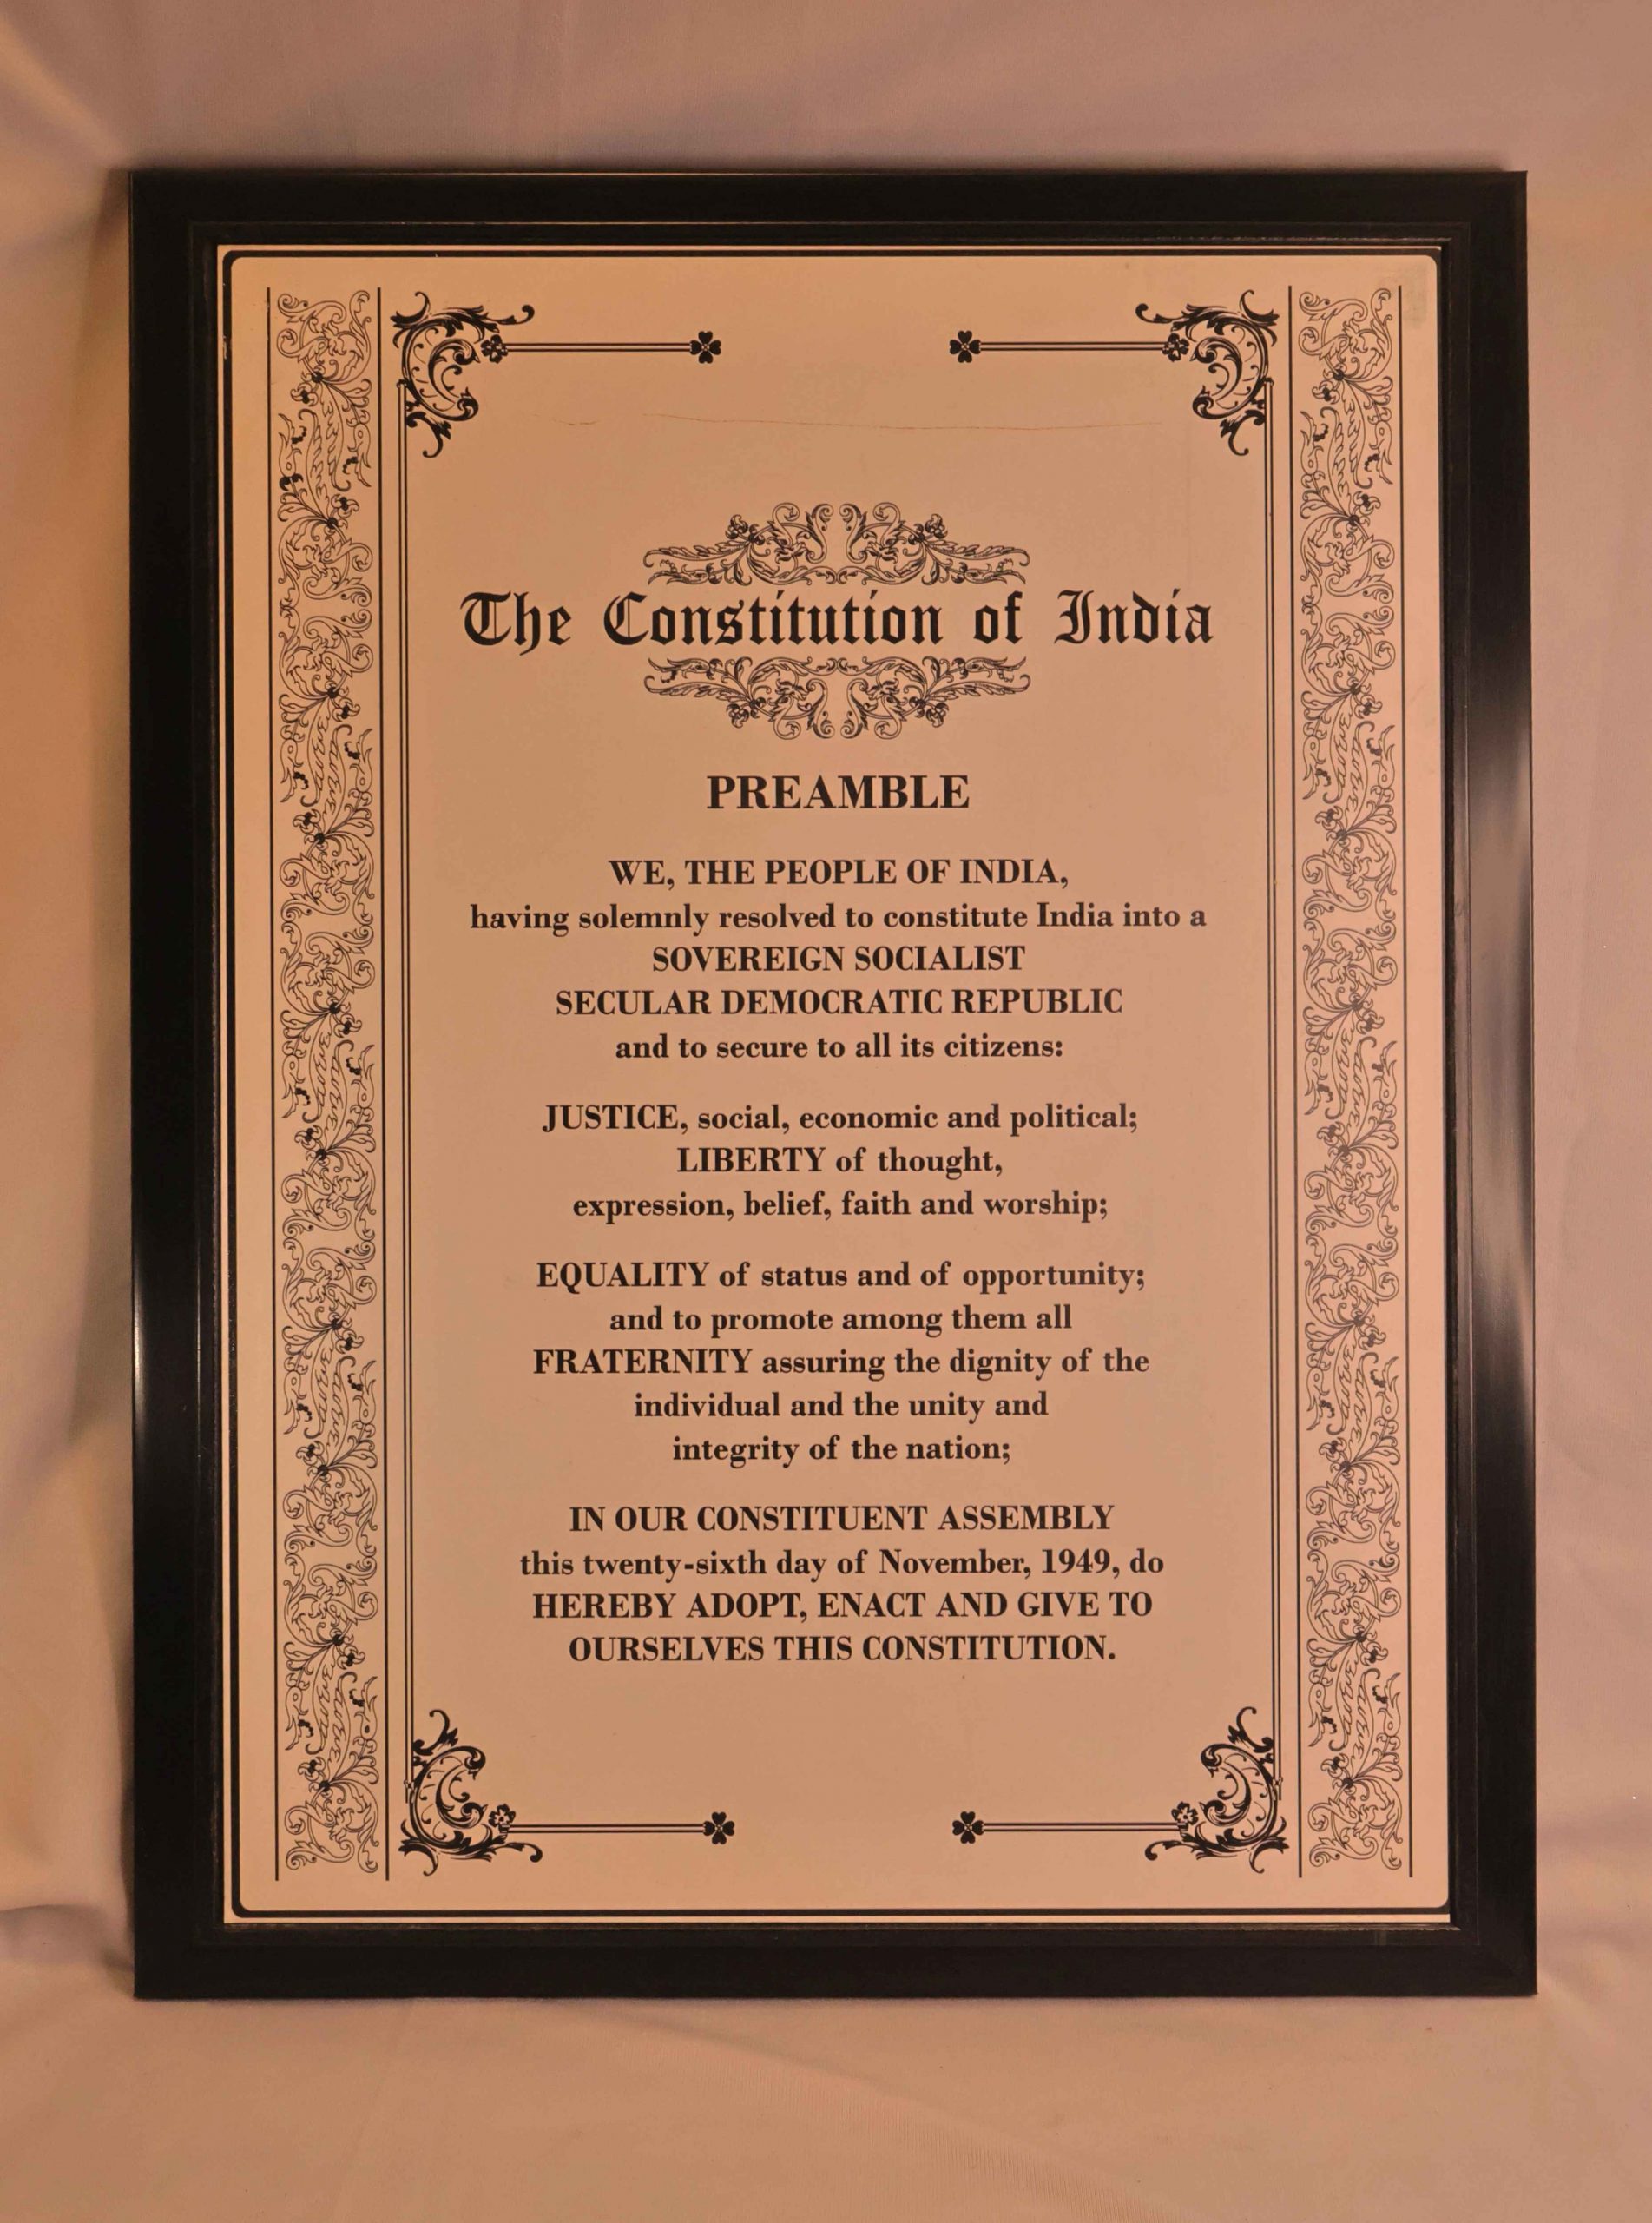 The Constitution of India
PREAMBLE
WE, THE PEOPLE OF INDIA,
having solemnly resolved to constitute India into a
SOVEREIGN SOCIALIST
SECULAR DEMOCRATIC REPUBLIC
and to secure to all its citizens:
JUSTICE, social, economic and political;
LIBERTY of thought,
expression, belief, faith and worship;
EQUALITY of status and of opportunity;
and to promote among them all
FRATERNITY assuring the dignity of the
individual and the unity and
integrity of the nation;
IN OUR CONSTITUENT ASSEMBLY
this twenty-sixth day of November, 1949, do
HEREBY ADOPT, ENACT AND GIVE TO
OURSELVES THIS CONSTITUTION.